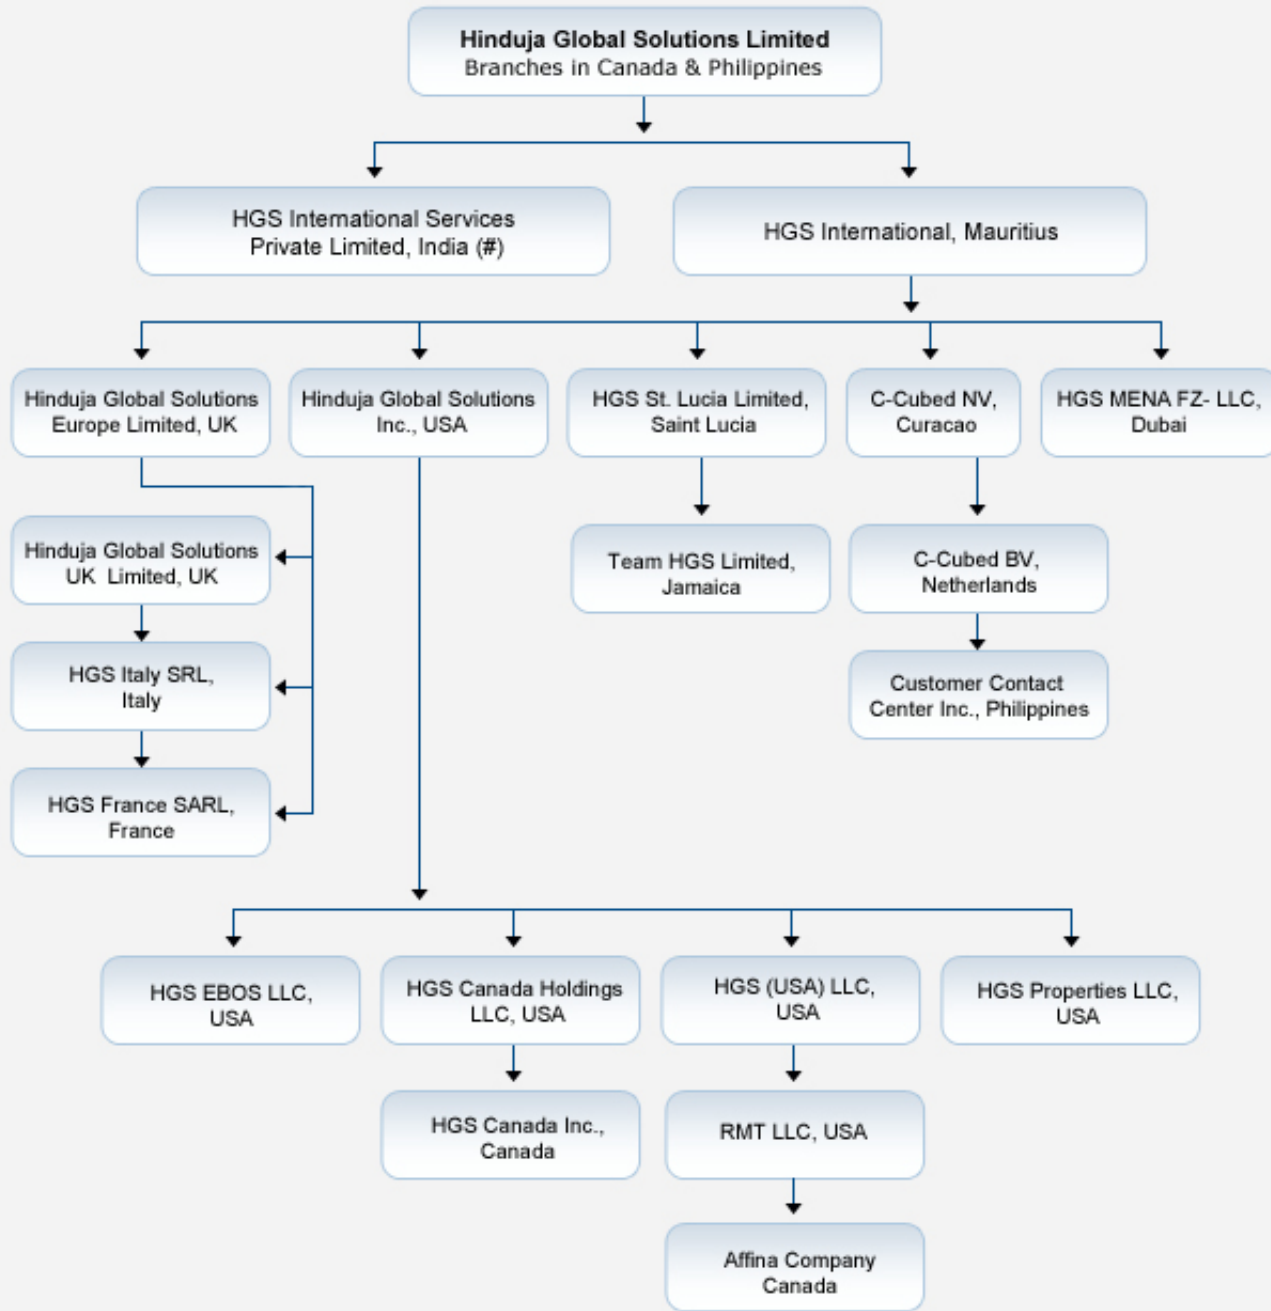 Hinduja Global Solutions Limited
Branches in Canada & Philippines
HGS International Services
Private Limited, India (#)
HGS International, Mauritius
Hinduja Global Solutions
Europe Limited, UK
Hinduja Global Solutions
Inc., USA
HGS St. Lucia Limited,
Saint Lucia
C-Cubed NV,
Curacao
HGS MENA FZ- LLC,
Dubai
Hinduja Global Solutions
UK Limited, UK
Team HGS Limited,
Jamaica
C-Cubed BV,
Netherlands
HGS Italy SRL,
Italy
Customer Contact
Center Inc., Philippines
HGS France SARL,
France
HGS EBOS LLC,
USA
HGS Canada Holdings
LLC, USA
HGS (USA) LLC,
USA
HGS Properties LLC,
USA
HGS Canada Inc.,
Canada
RMT LLC, USA
Affina Company
Canada